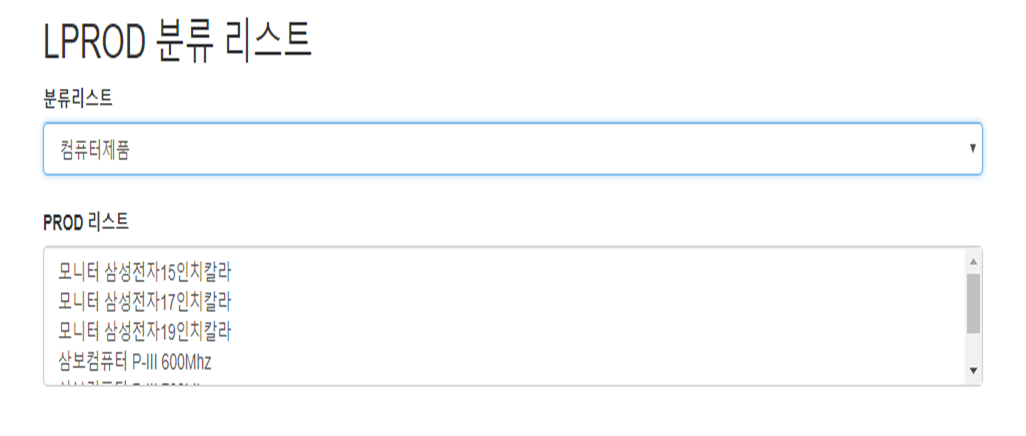 LPROD 분류 리스트
분류리스트
컴퓨터제품
PROD 리스트
모니터 삼성전자15인치칼라
모니터 삼성전자17인치칼라
모니터 삼성전자19인치칼라
삼보컴퓨터 P-III 600Mhz